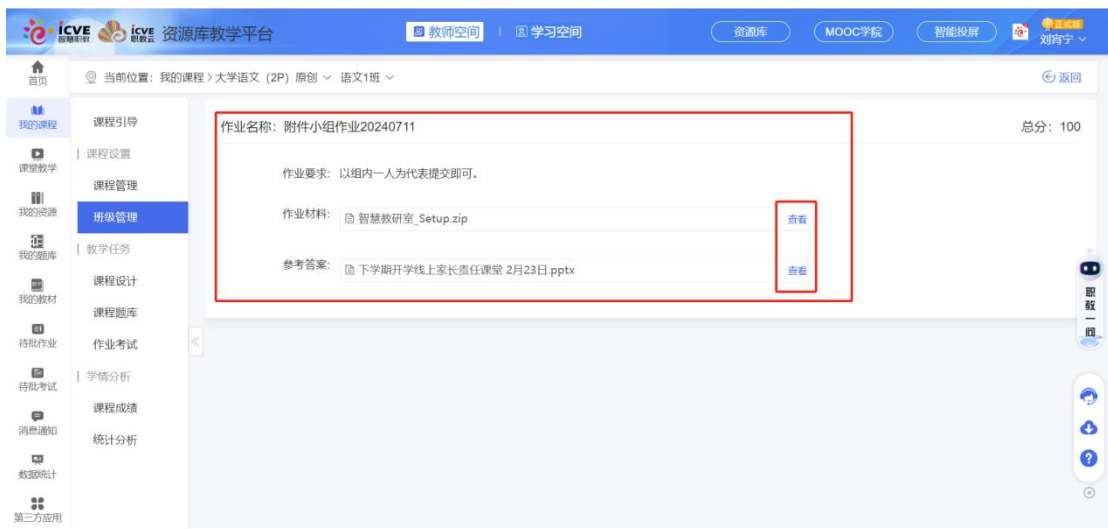 icve 智慧职教 icve 职教云 资源库教学平台 教师空间 学习空间 资源库 MOOC学院 智能投屏 正式版
刘宵宁
首页 当前位置：我的课程>大学语文（2P）原创 语文1班 返回
我的课程
课堂教学
我的资源
我的题库
我的教材
待批作业
待批考试
消息通知
数据统计
第三方应用
课程引导
课程设置
课程管理
班级管理
教学任务
课程设计
课程题库
作业考试
学情分析
课程成绩
统计分析
作业名称：附件小组作业20240711 总分：100
作业要求：以组内一人为代表提交即可。
作业材料：智慧教研室_Setup.zip 查看
参考答案：下学期开学线上家长责任课堂 2月23日.pptx 查看
职教一问